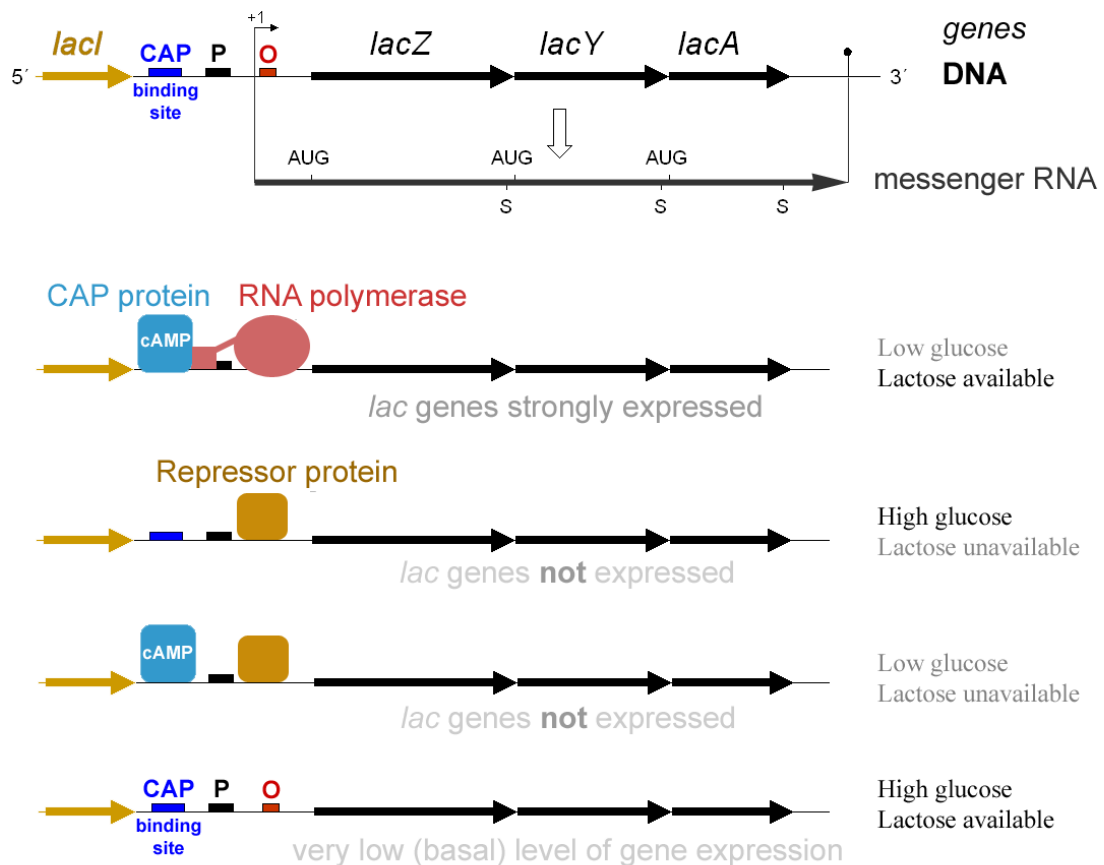 +1
lacI CAP P O lacZ lacY lacA genes
5´ 3´ DNA
binding
site
AUG AUG AUG
messenger RNA
S S S
CAP protein RNA polymerase
cAMP
Low glucose
Lactose available
lac genes strongly expressed
Repressor protein
High glucose
Lactose unavailable
lac genes not expressed
cAMP
Low glucose
Lactose unavailable
lac genes not expressed
CAP P O
binding
site
High glucose
Lactose available
very low (basal) level of gene expression